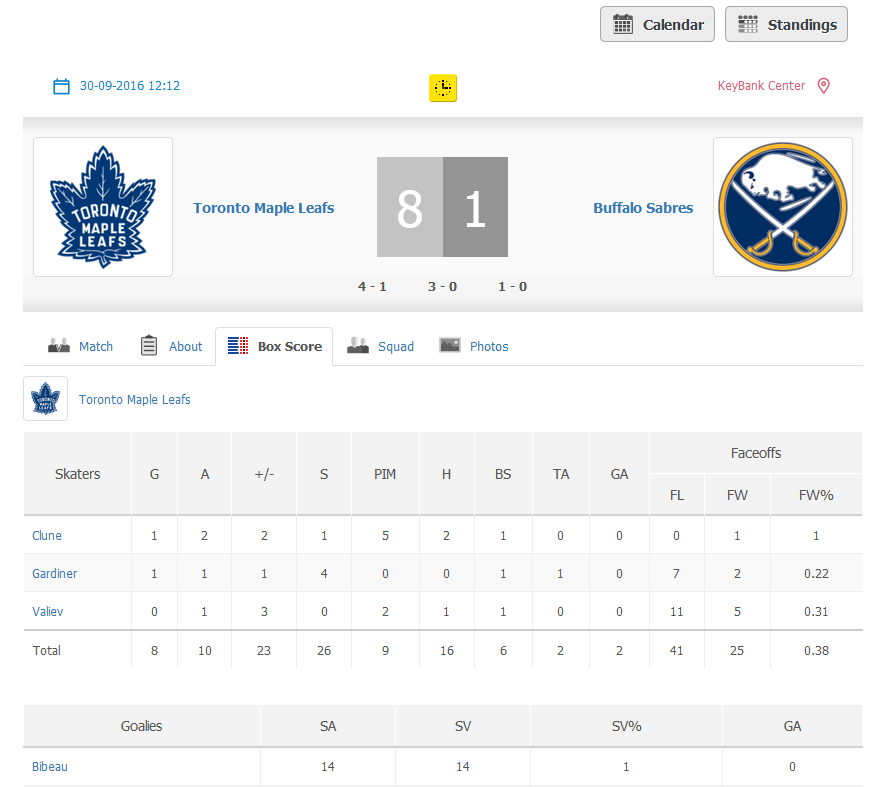 Calendar Standings
30-09-2016 12:12 KeyBank Center
TORONTO
MAPLE
LEAFS
Toronto Maple Leafs 8 1 Buffalo Sabres
4 - 1 3 - 0 1 - 0
Match About Box Score Squad Photos
Toronto Maple Leafs
Faceoffs
Skaters G A +/- S PIM H BS TA GA
FL FW FW%
Clune 1 2 2 1 5 2 1 0 0 0 1 1
Gardiner 1 1 1 4 0 0 1 1 0 7 2 0.22
Valiev 0 1 3 0 2 1 1 0 0 11 5 0.31
Total 8 10 23 26 9 16 6 2 2 41 25 0.38
Goalies SA SV SV% GA
Bibeau 14 14 1 0